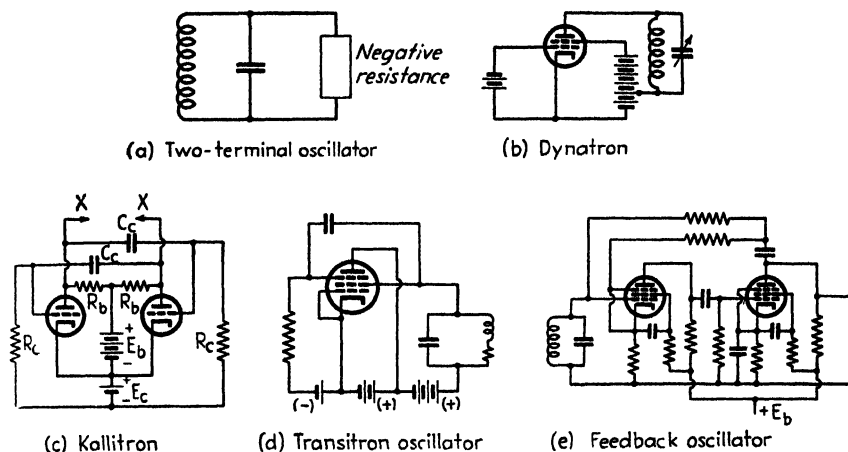 Negative
resistance
(a) Two-terminal oscillator
(b) Dynatron
X X
Cc
Cc
Rb Rb
Rc
+
Eb
-
Rc
+
Ec
-
(c) Kallitron
(-) (+) (+)
(d) Transitron oscillator
+Eb
(e) Feedback oscillator